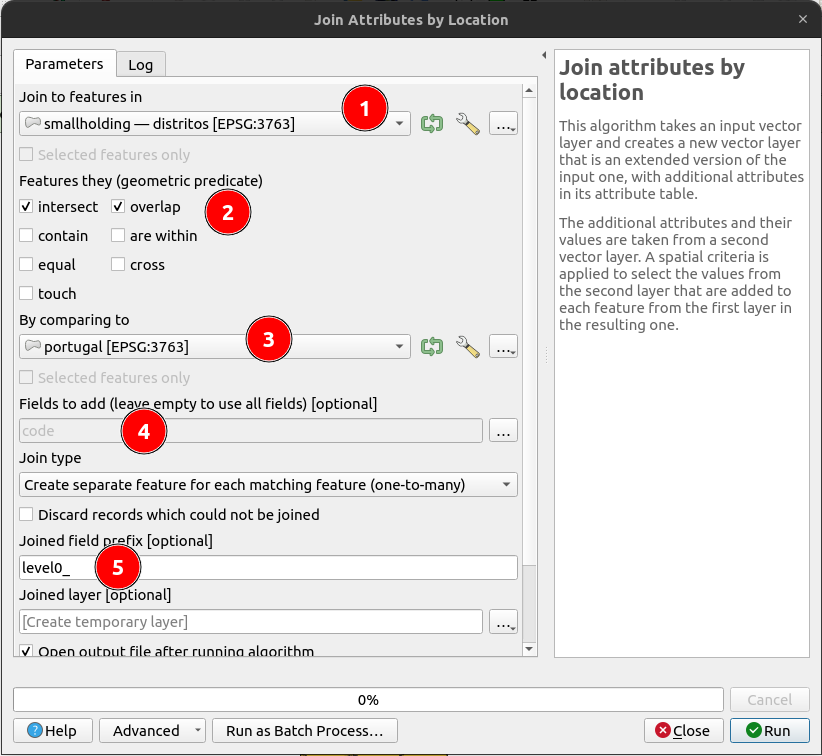 Join Attributes by Location
Parameters
Log
Join to features in
1
smallholding — distritos [EPSG:3763]
...
Selected features only
Features they (geometric predicate)
intersect
overlap
2
contain
are within
equal
cross
touch
By comparing to
3
portugal [EPSG:3763]
...
Selected features only
Fields to add (leave empty to use all fields) [optional]
code
4
...
Join type
Create separate feature for each matching feature (one-to-many)
Discard records which could not be joined
Joined field prefix [optional]
level0_
5
Joined layer [optional]
[Create temporary layer]
...
Open output file after running algorithm
Join attributes by
location
This algorithm takes an input vector
layer and creates a new vector layer
that is an extended version of the
input one, with additional attributes
in its attribute table.
The additional attributes and their
values are taken from a second
vector layer. A spatial criteria is
applied to select the values from
the second layer that are added to
each feature from the first layer in
the resulting one.
0%
Cancel
Help
Advanced
Run as Batch Process...
Close
Run